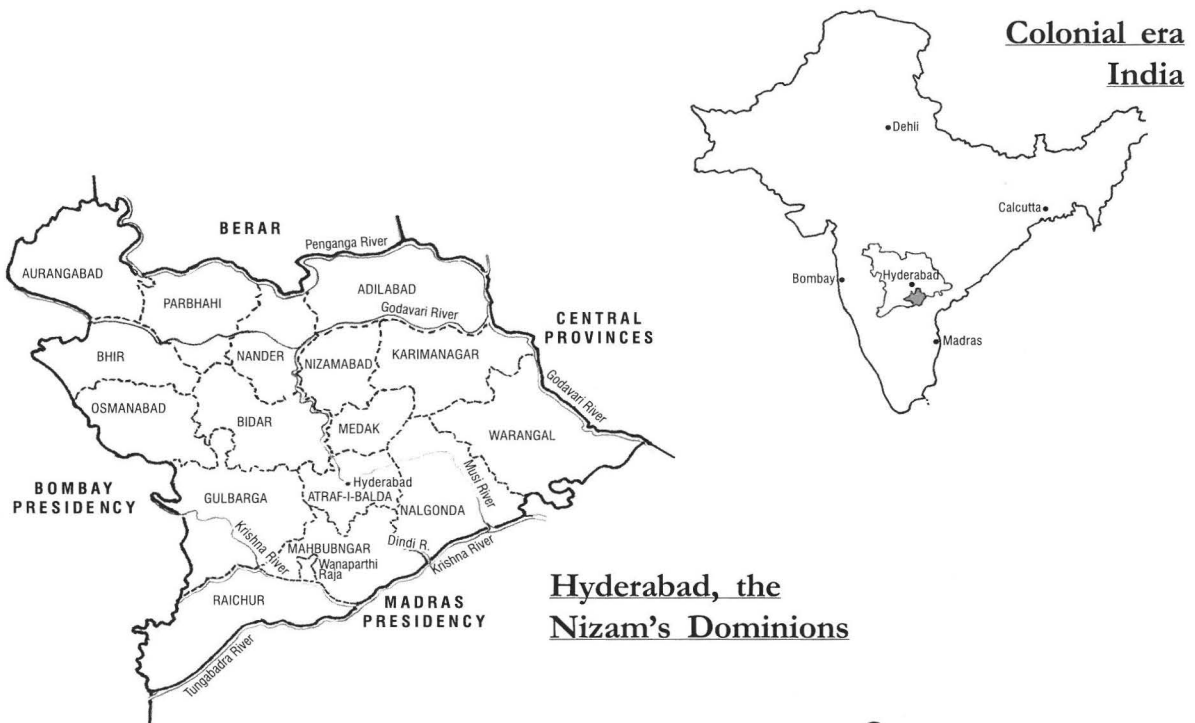 Colonial era
India
Dehli
Calcutta
Bombay
Hyderabad
Madras
BERAR
Penganga River
AURANGABAD
PARBHAHI
ADILABAD
Godavari River
CENTRAL
PROVINCES
BHIR
NANDER
NIZAMABAD
KARIMANAGAR
Godavari River
OSMANABAD
BIDAR
MEDAK
WARANGAL
BOMBAY
PRESIDENCY
GULBARGA
Hyderabad
ATRAF-I-BALDA
Musi River
NALGONDA
Krishna River
MAHBUBNGAR
Dindi R.
Krishna River
Wanaparthi
Raja
RAICHUR
MADRAS
PRESIDENCY
Tungabadra River
Hyderabad, the
Nizam's Dominions